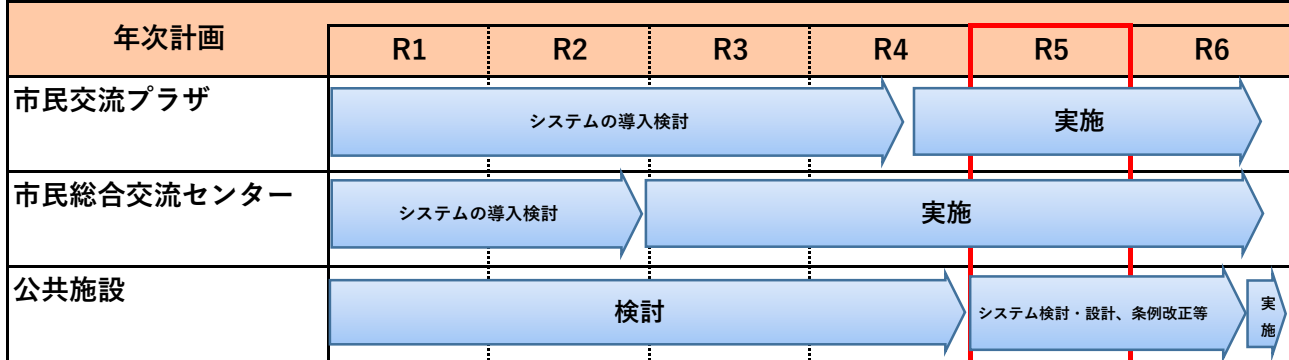 年次計画
R1 R2 R3 R4 R5 R6
市民交流プラザ
システムの導入検討 実施
市民総合交流センター
システムの導入検討 実施
公共施設
検討 システム検討・設計、条例改正等 実施